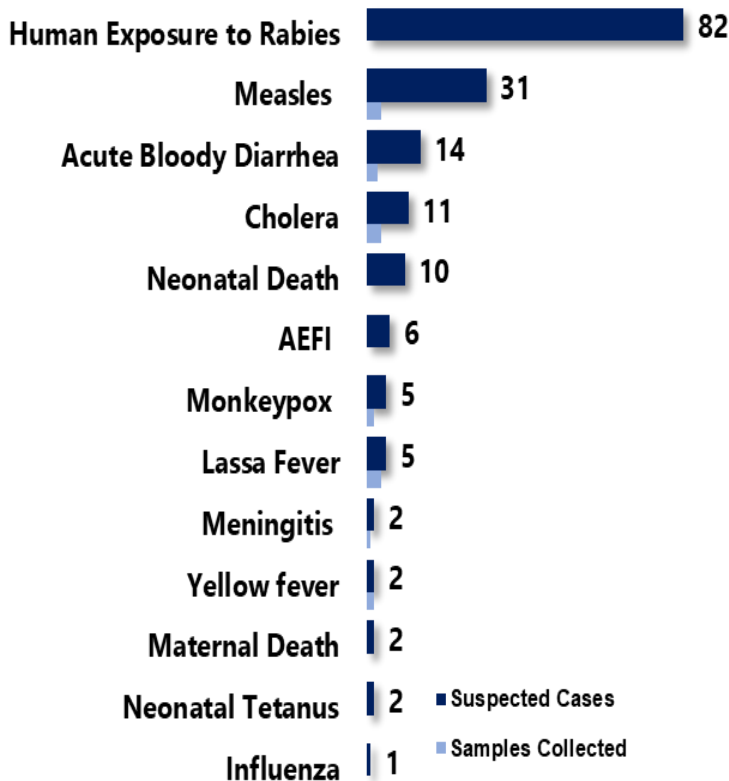 Human Exposure to Rabies 82
Measles 31
Acute Bloody Diarrhea 14
Cholera 11
Neonatal Death 10
AEFI 6
Monkeypox 5
Lassa Fever 5
Meningitis 2
Yellow fever 2
Maternal Death 2
Neonatal Tetanus 2
Suspected Cases
Samples Collected
Influenza 1